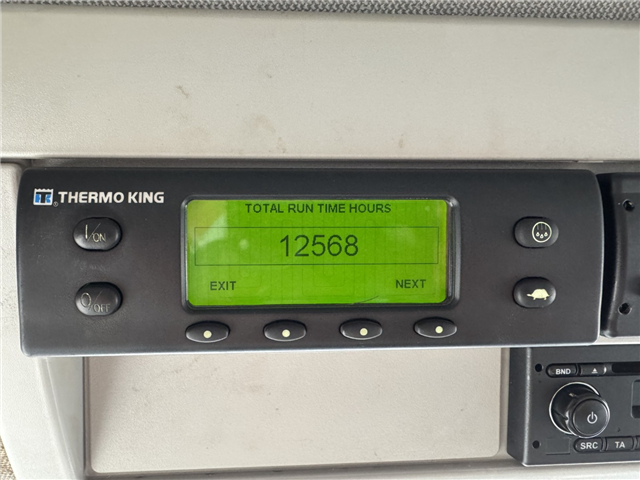 THERMO KING
I/ON
O/OFF
TOTAL RUN TIME HOURS
12568
EXIT
NEXT
BND
SRC
TA